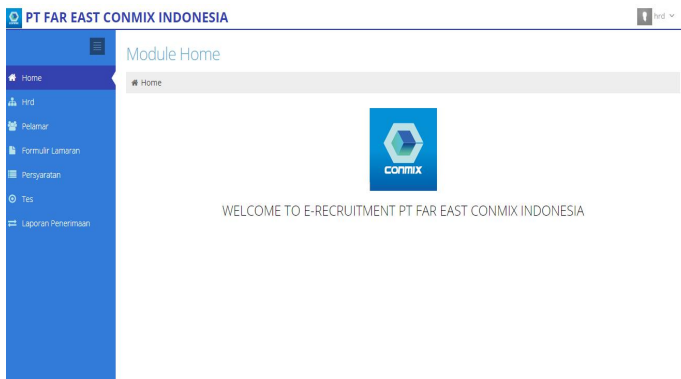 PT FAR EAST CONMIX INDONESIA
hrd
Module Home
Home
Home
Hrd
Pelamar
Formulir Lamaran
Persyaratan
Tes
Laporan Penerimaan
conmix
WELCOME TO E-RECRUITMENT PT FAR EAST CONMIX INDONESIA